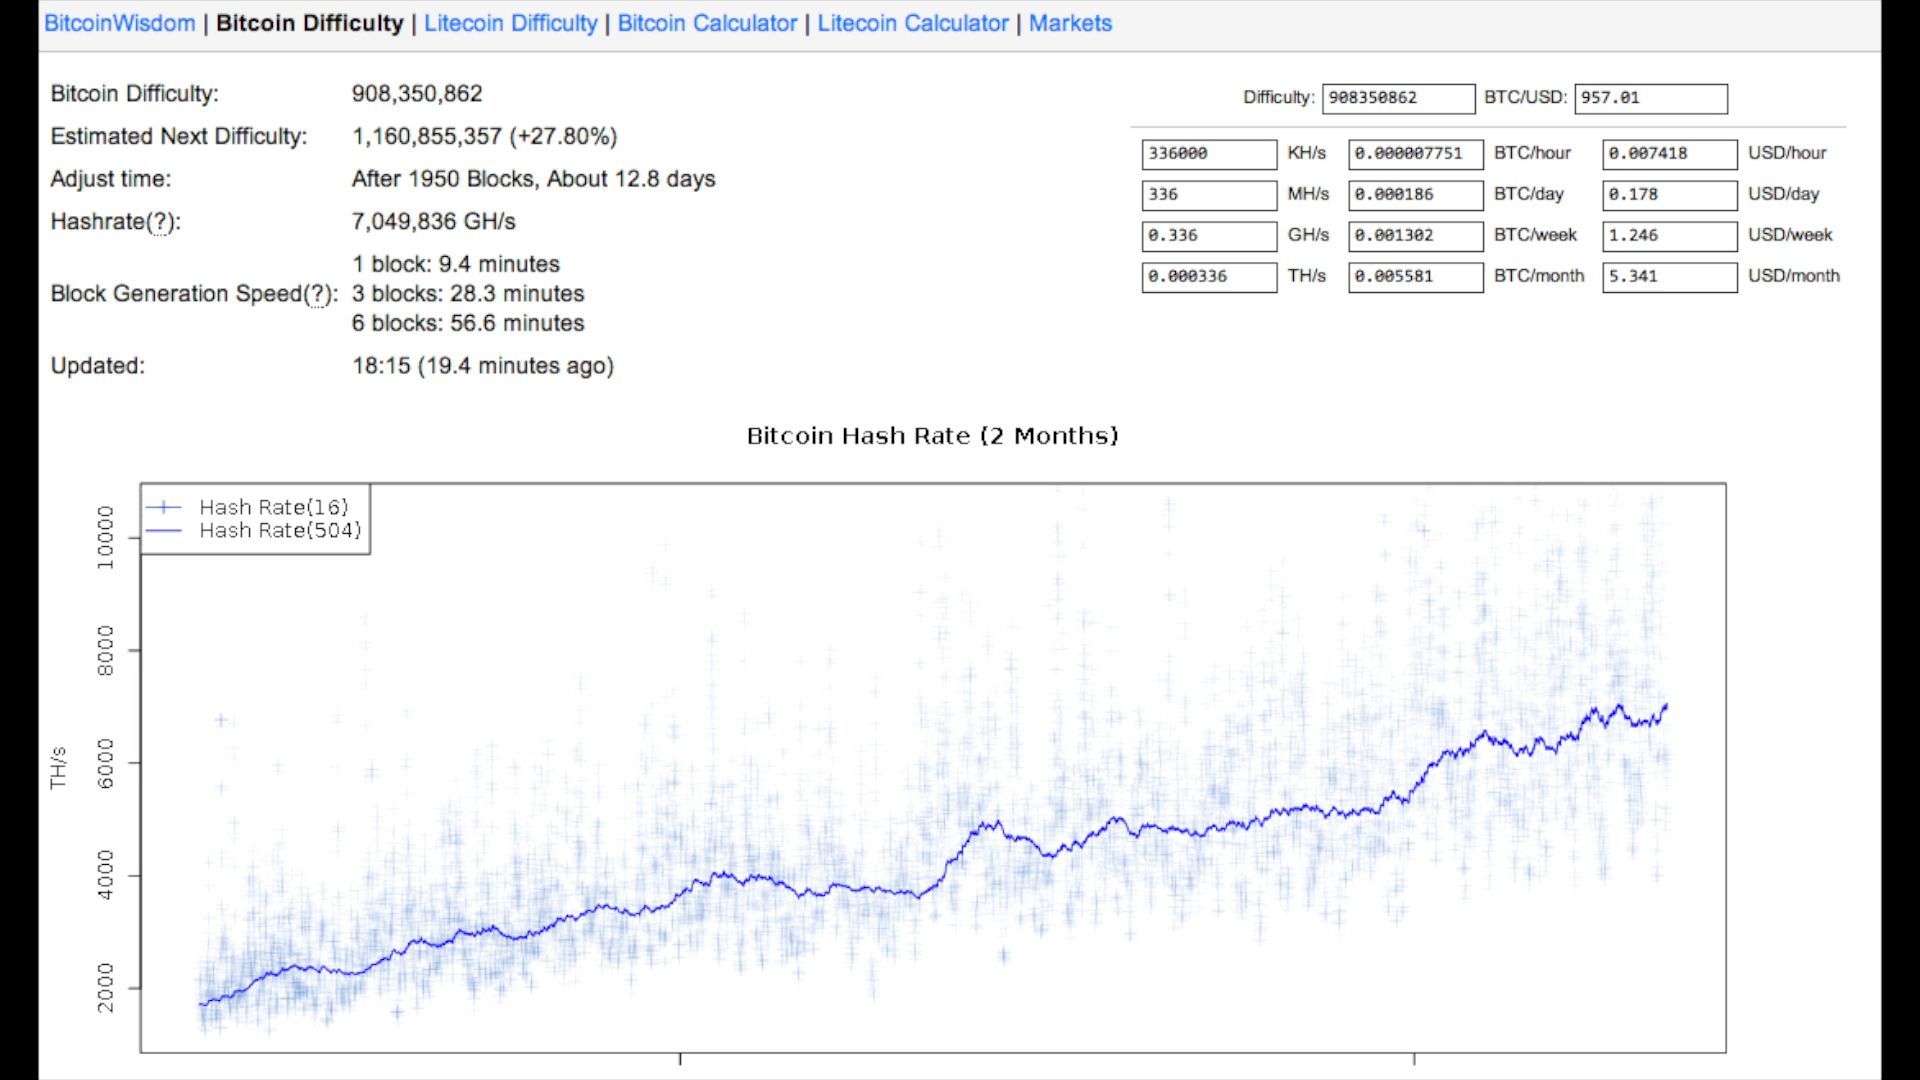 BitcoinWisdom | Bitcoin Difficulty | Litecoin Difficulty | Bitcoin Calculator | Litecoin Calculator | Markets
Bitcoin Difficulty: 908,350,862
Estimated Next Difficulty: 1,160,855,357 (+27.80%)
Adjust time: After 1950 Blocks, About 12.8 days
Hashrate(?): 7,049,836 GH/s
1 block: 9.4 minutes
Block Generation Speed(?): 3 blocks: 28.3 minutes
6 blocks: 56.6 minutes
Updated: 18:15 (19.4 minutes ago)
Difficulty: 908350862 BTC/USD: 957.01
336000 KH/s 0.000007751 BTC/hour 0.007418 USD/hour
336 MH/s 0.000186 BTC/day 0.178 USD/day
0.336 GH/s 0.001302 BTC/week 1.246 USD/week
0.000336 TH/s 0.005581 BTC/month 5.341 USD/month
Bitcoin Hash Rate (2 Months)
Hash Rate(16)
Hash Rate(504)
10000
8000
6000
4000
2000
TH/s